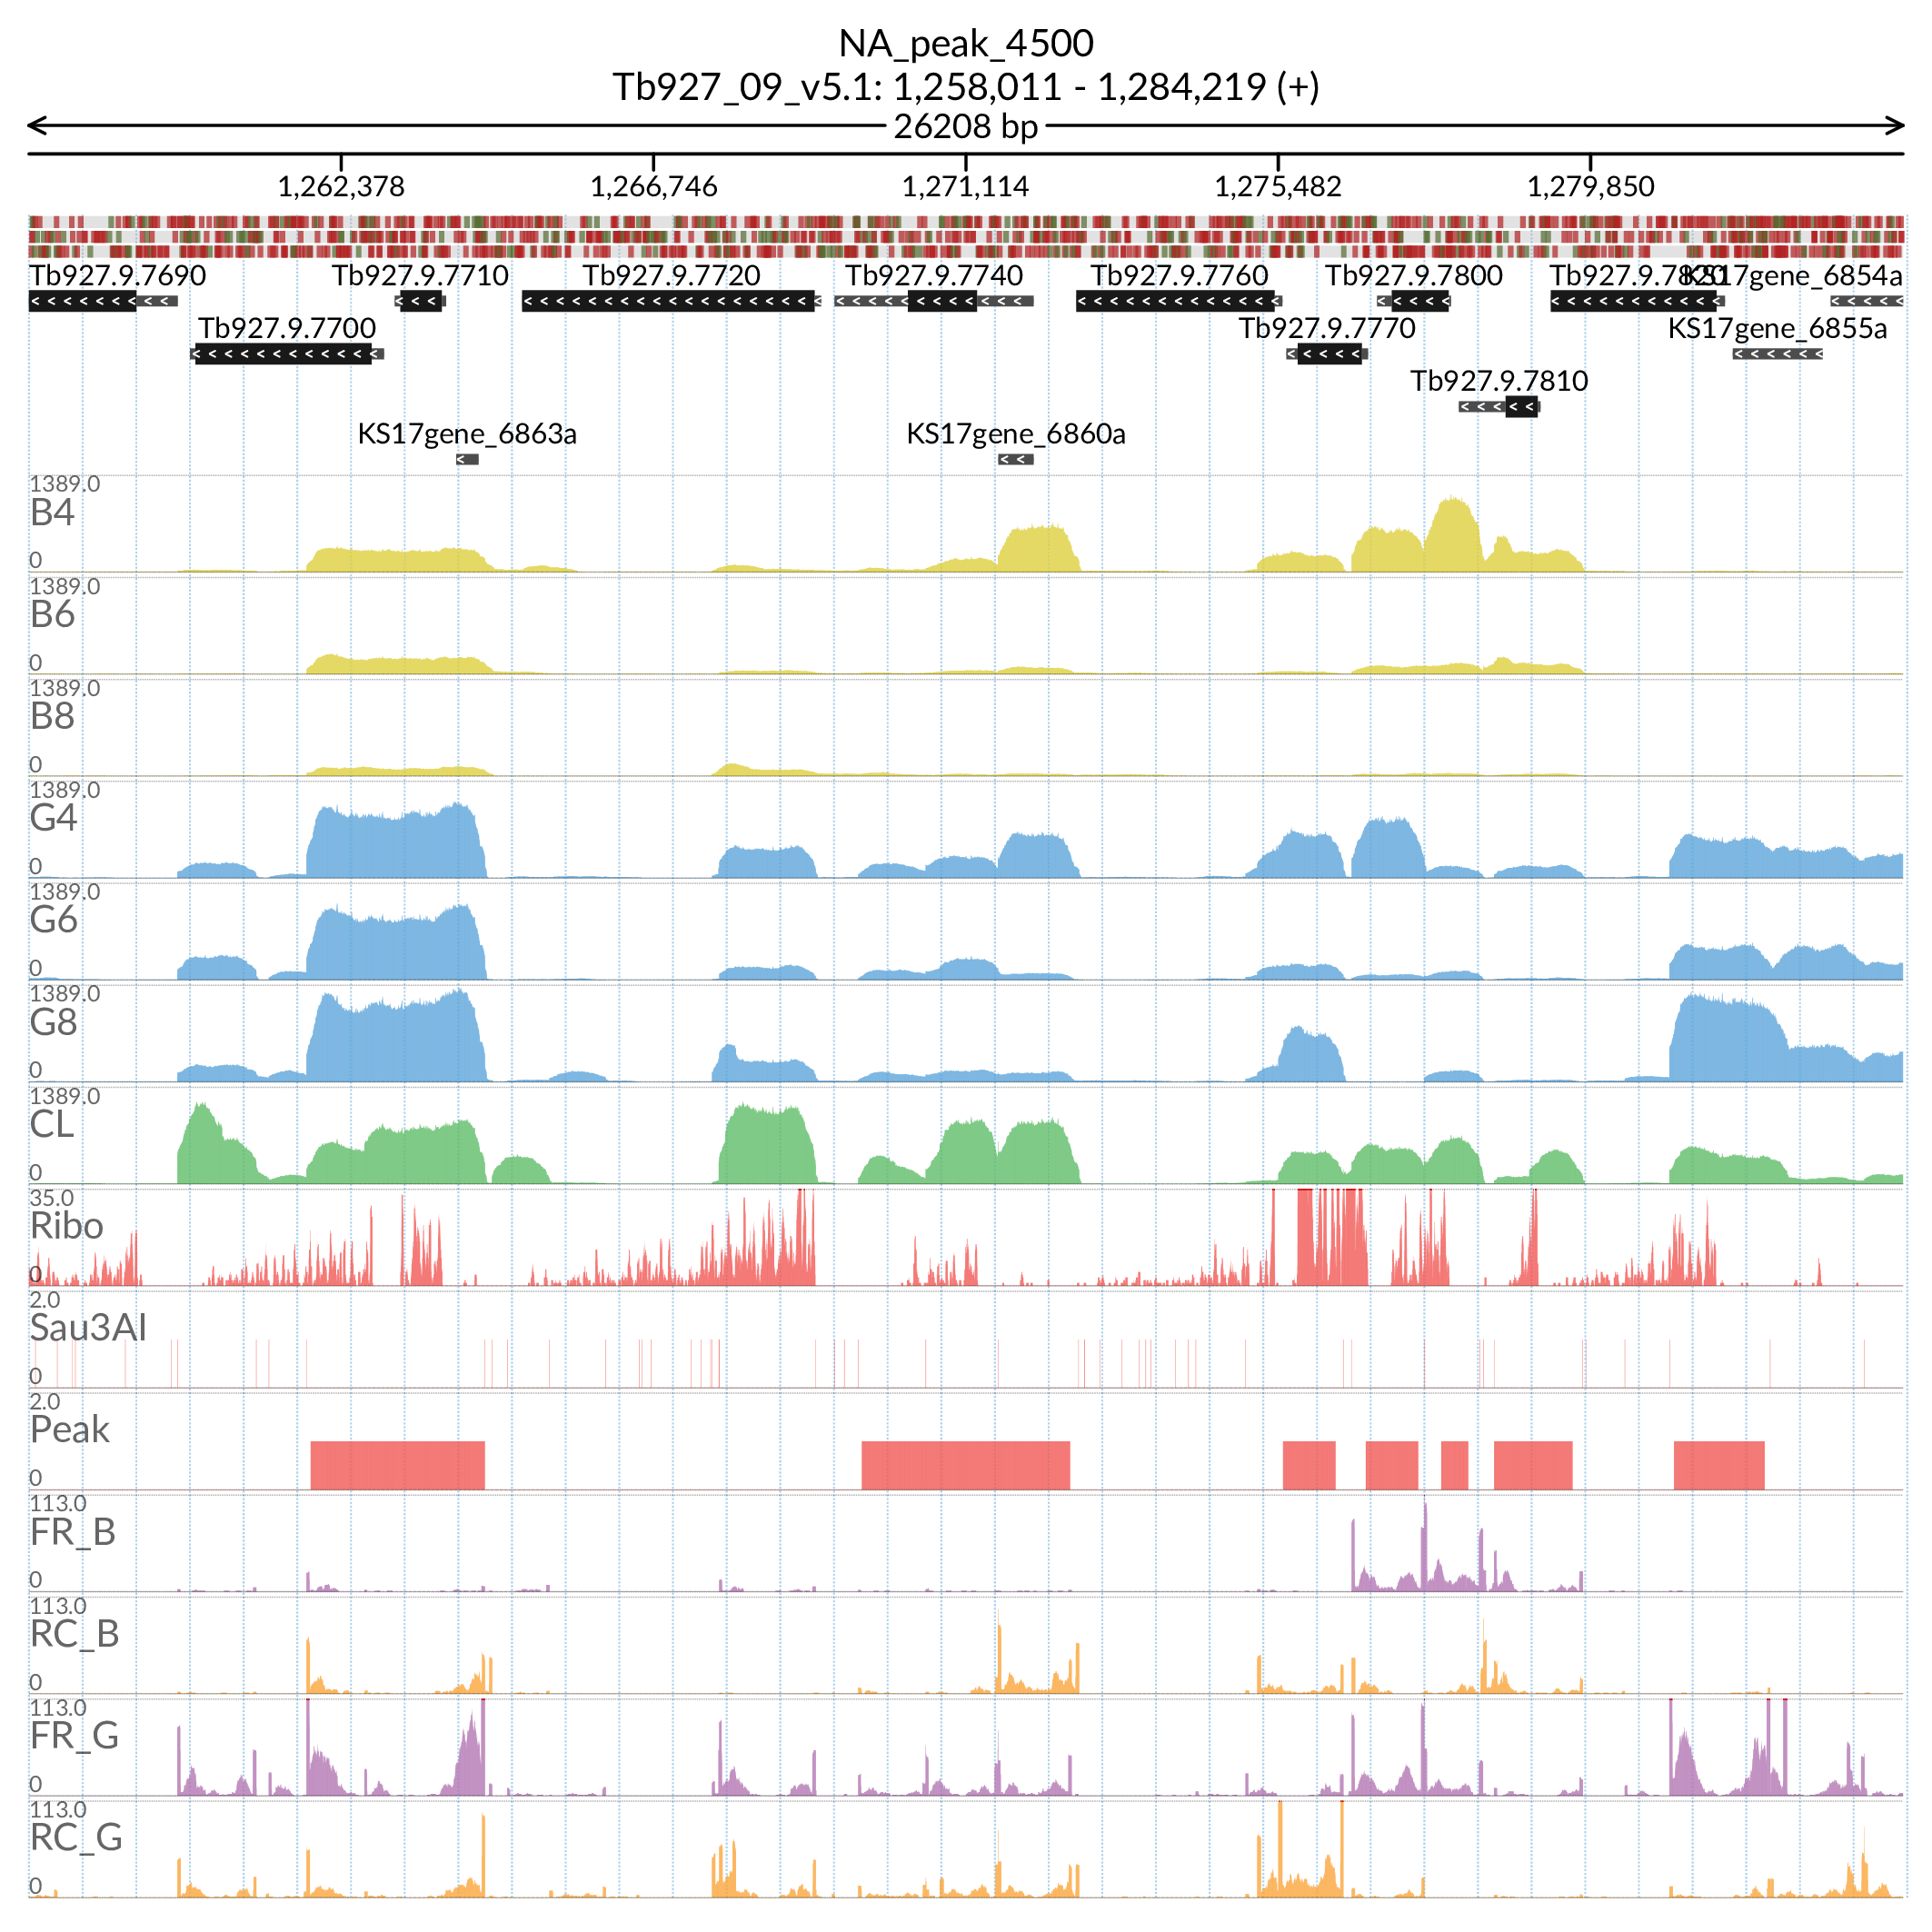 NA_peak_4500
Tb927_09_v5.1: 1,258,011 - 1,284,219 (+)
26208 bp
1,262,378 1,266,746 1,271,114 1,275,482 1,279,850
Tb927.9.7690 Tb927.9.7710 Tb927.9.7720 Tb927.9.7740 Tb927.9.7760 Tb927.9.7800 Tb927.9.7820 KS17gene_6854a
Tb927.9.7700 Tb927.9.7770 KS17gene_6855a
Tb927.9.7810
KS17gene_6863a KS17gene_6860a
1389.0
B4
0
1389.0
B6
0
1389.0
B8
0
1389.0
G4
0
1389.0
G6
0
1389.0
G8
0
1389.0
CL
0
35.0
Ribo
0
2.0
Sau3AI
0
2.0
Peak
0
113.0
FR_B
0
113.0
RC_B
0
113.0
FR_G
0
113.0
RC_G
0